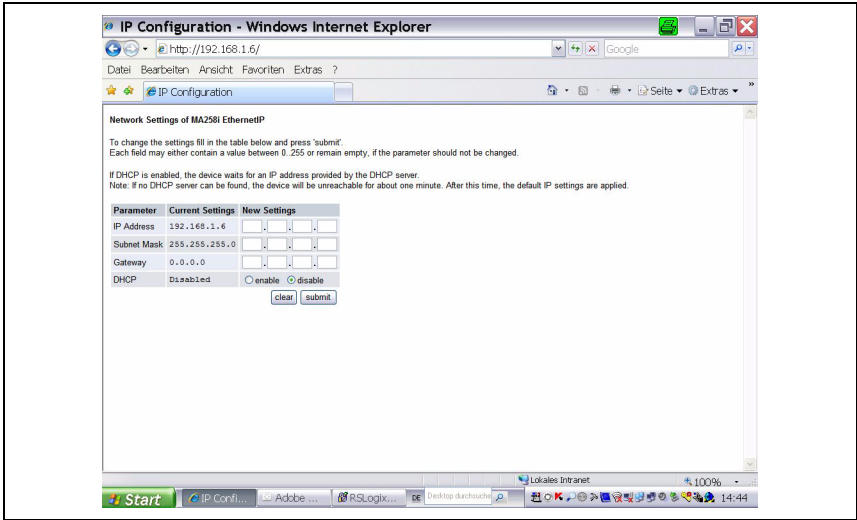 IP Configuration - Windows Internet Explorer
http://192.168.1.6/
Google
Datei Bearbeiten Ansicht Favoriten Extras ?
IP Configuration
Seite Extras »
Network Settings of MA258i EthernetIP
To change the settings fill in the table below and press 'submit'.
Each field may either contain a value between 0..255 or remain empty, if the parameter should not be changed.
If DHCP is enabled, the device waits for an IP address provided by the DHCP server.
Note: If no DHCP server can be found, the device will be unreachable for about one minute. After this time, the default IP settings are applied.
Parameter Current Settings New Settings
IP Address 192.168.1.6 . . .
Subnet Mask 255.255.255.0 . . .
Gateway 0.0.0.0 . . .
DHCP Disabled enable disable
clear submit
Lokales Intranet 100%
Start IP Confi... Adobe ... RSLogix... DE Desktop durchsuchen 14:44